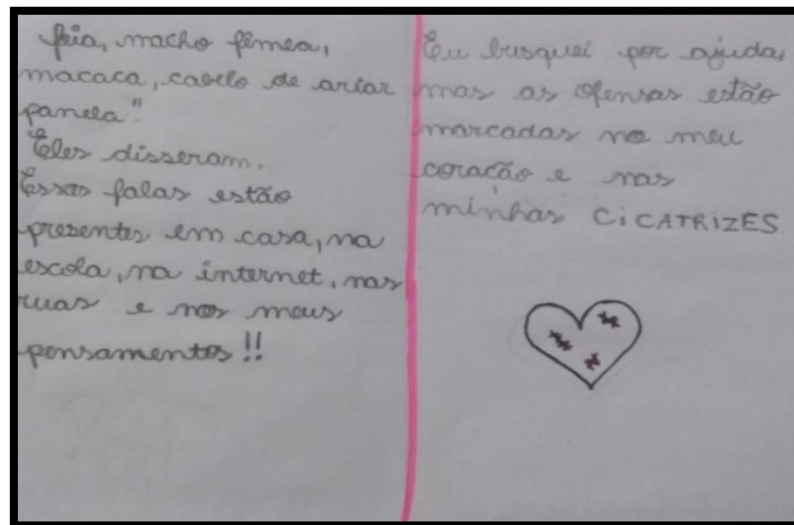 feia, macho fêmea,
macaca, cabelo de ariar
panela"
Eles disseram.
Essas falas estão
presentes em casa, na
escola, na internet, nas
ruas e nos meus
pensamentos!!
Eu busquei por ajuda,
mas as ofensas estão
marcadas no meu
coração e nas
minhas CiCATRIZES